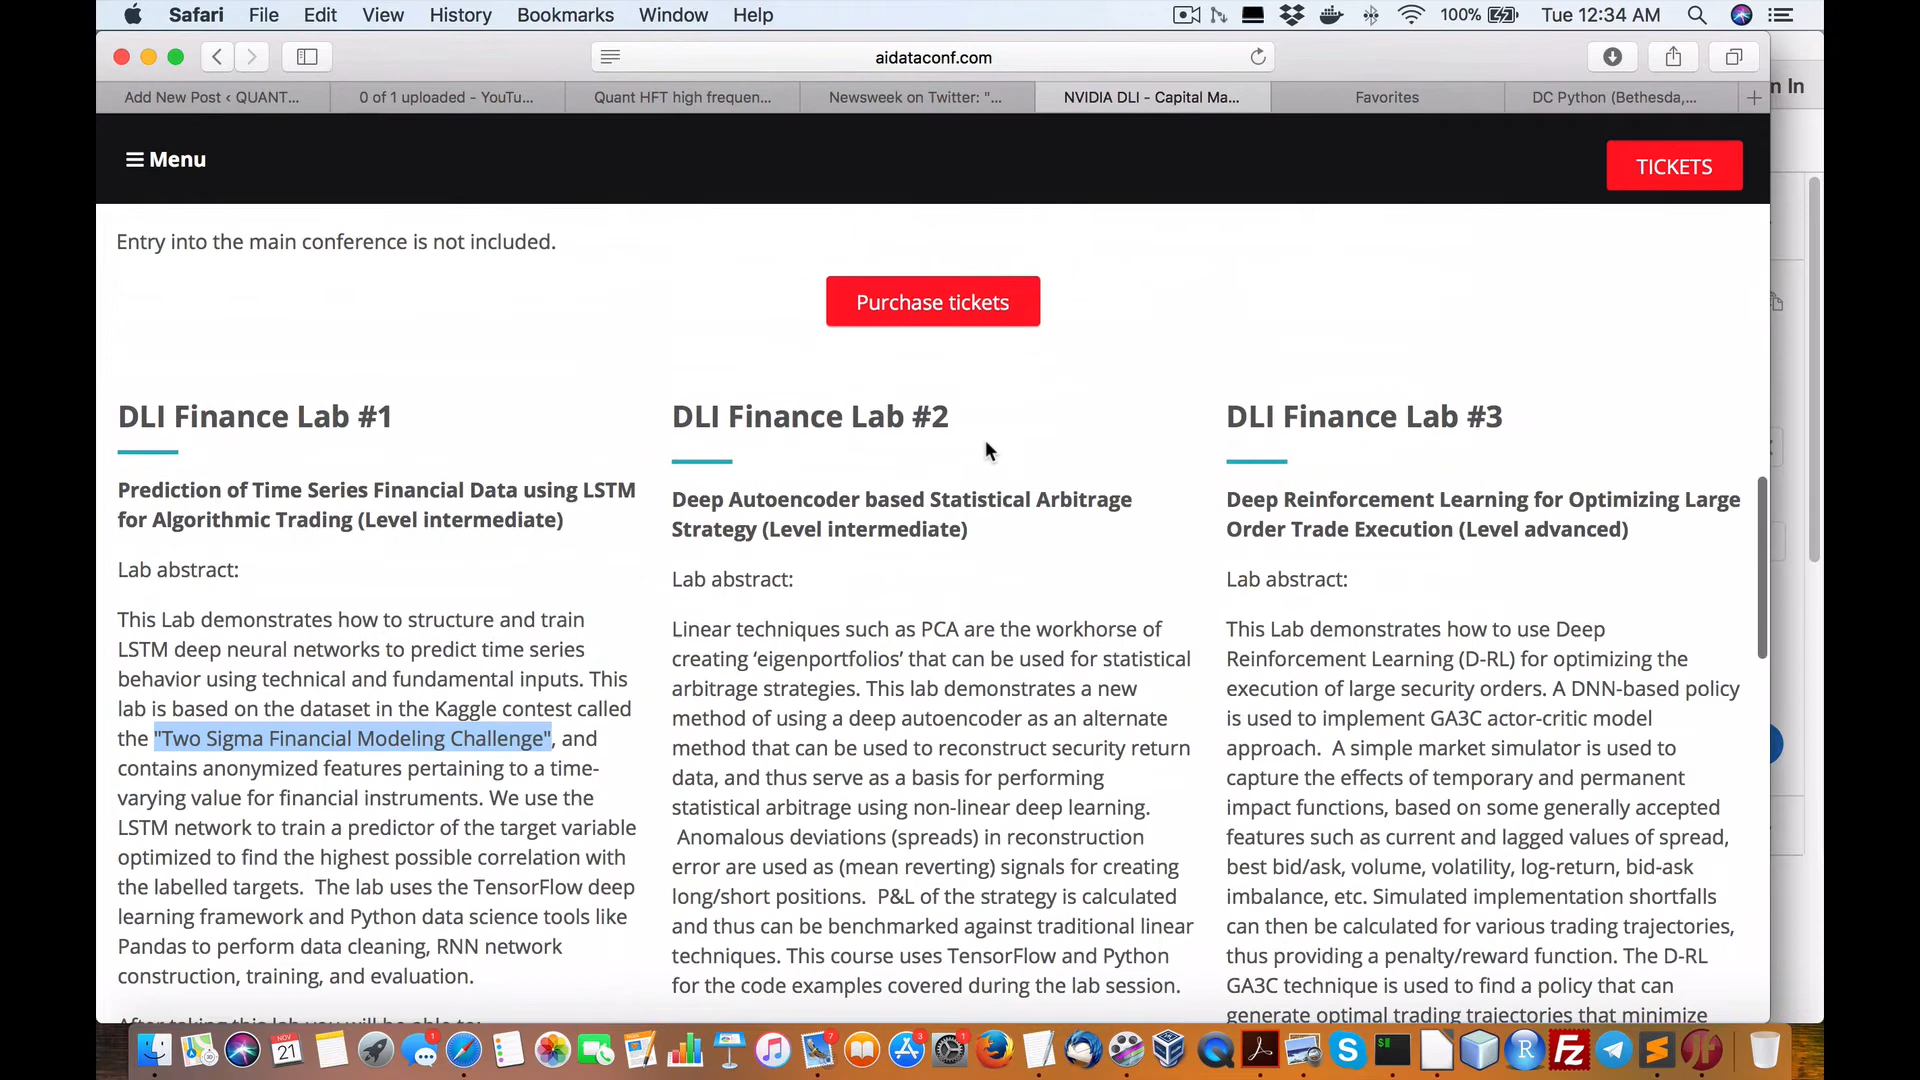 Safari File Edit View History Bookmarks Window Help 100% Tue 12:34 AM
aidataconf.com
Add New Post ‹ QUANT... 0 of 1 uploaded - YouTu... Quant HFT high frequen... Newsweek on Twitter: "... NVIDIA DLI - Capital Ma... Favorites DC Python (Bethesda,...
n In
Menu
TICKETS
Entry into the main conference is not included.
Purchase tickets
DLI Finance Lab #1
Prediction of Time Series Financial Data using LSTM
for Algorithmic Trading (Level intermediate)
Lab abstract:
This Lab demonstrates how to structure and train
LSTM deep neural networks to predict time series
behavior using technical and fundamental inputs. This
lab is based on the dataset in the Kaggle contest called
the "Two Sigma Financial Modeling Challenge", and
contains anonymized features pertaining to a time-
varying value for financial instruments. We use the
LSTM network to train a predictor of the target variable
optimized to find the highest possible correlation with
the labelled targets. The lab uses the TensorFlow deep
learning framework and Python data science tools like
Pandas to perform data cleaning, RNN network
construction, training, and evaluation.
DLI Finance Lab #2
Deep Autoencoder based Statistical Arbitrage
Strategy (Level intermediate)
Lab abstract:
Linear techniques such as PCA are the workhorse of
creating ‘eigenportfolios’ that can be used for statistical
arbitrage strategies. This lab demonstrates a new
method of using a deep autoencoder as an alternate
method that can be used to reconstruct security return
data, and thus serve as a basis for performing
statistical arbitrage using non-linear deep learning.
Anomalous deviations (spreads) in reconstruction
error are used as (mean reverting) signals for creating
long/short positions. P&L of the strategy is calculated
and thus can be benchmarked against traditional linear
techniques. This course uses TensorFlow and Python
for the code examples covered during the lab session.
DLI Finance Lab #3
Deep Reinforcement Learning for Optimizing Large
Order Trade Execution (Level advanced)
Lab abstract:
This Lab demonstrates how to use Deep
Reinforcement Learning (D-RL) for optimizing the
execution of large security orders. A DNN-based policy
is used to implement GA3C actor-critic model
approach. A simple market simulator is used to
capture the effects of temporary and permanent
impact functions, based on some generally accepted
features such as current and lagged values of spread,
best bid/ask, volume, volatility, log-return, bid-ask
imbalance, etc. Simulated implementation shortfalls
can then be calculated for various trading trajectories,
thus providing a penalty/reward function. The D-RL
GA3C technique is used to find a policy that can
generate optimal trading trajectories that minimize
NOV
21